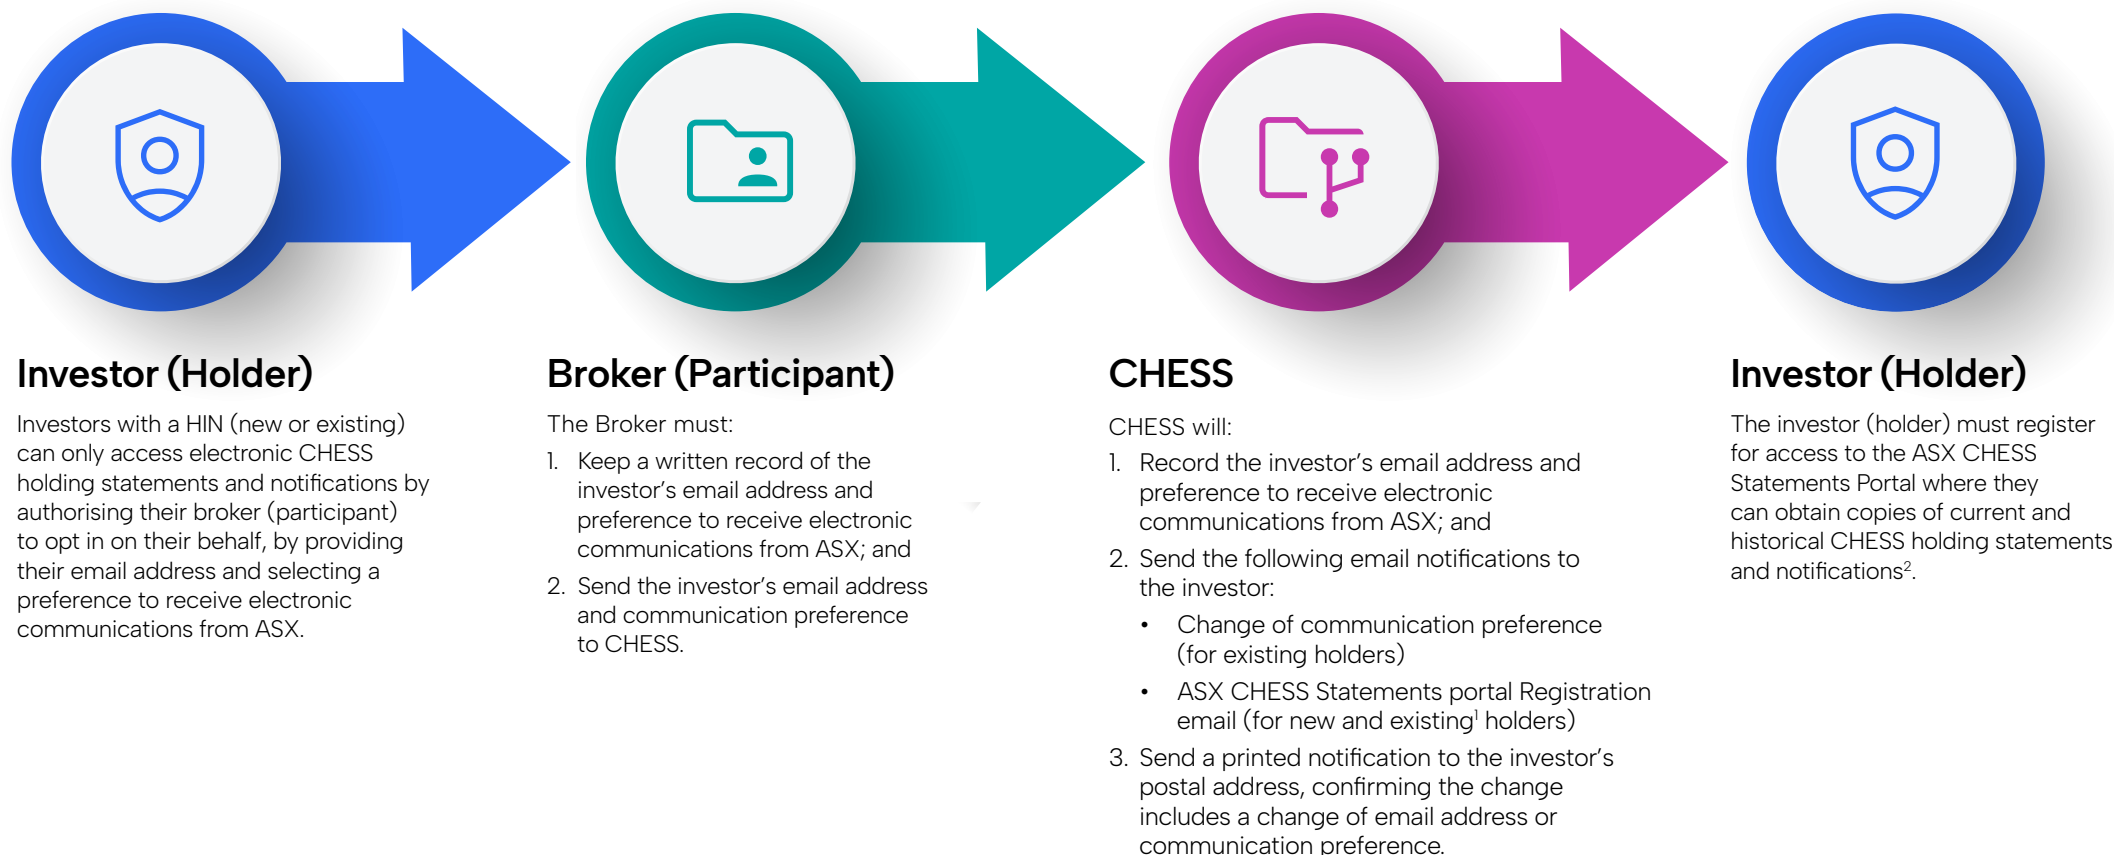 Investor (Holder)
Investors with a HIN (new or existing)
can only access electronic CHESS
holding statements and notifications by
authorising their broker (participant)
to opt in on their behalf, by providing
their email address and selecting a
preference to receive electronic
communications from ASX.
Broker (Participant)
The Broker must:
1. Keep a written record of the
investor’s email address and
preference to receive electronic
communications from ASX; and
2. Send the investor’s email address
and communication preference
to CHESS.
CHESS
CHESS will:
1. Record the investor’s email address and
preference to receive electronic
communications from ASX; and
2. Send the following email notifications to
the investor:
• Change of communication preference
(for existing holders)
• ASX CHESS Statements portal Registration
email (for new and existing¹ holders)
3. Send a printed notification to the investor’s
postal address, confirming the change
includes a change of email address or
communication preference.
Investor (Holder)
The investor (holder) must register
for access to the ASX CHESS
Statements Portal where they
can obtain copies of current and
historical CHESS holding statements
and notifications².